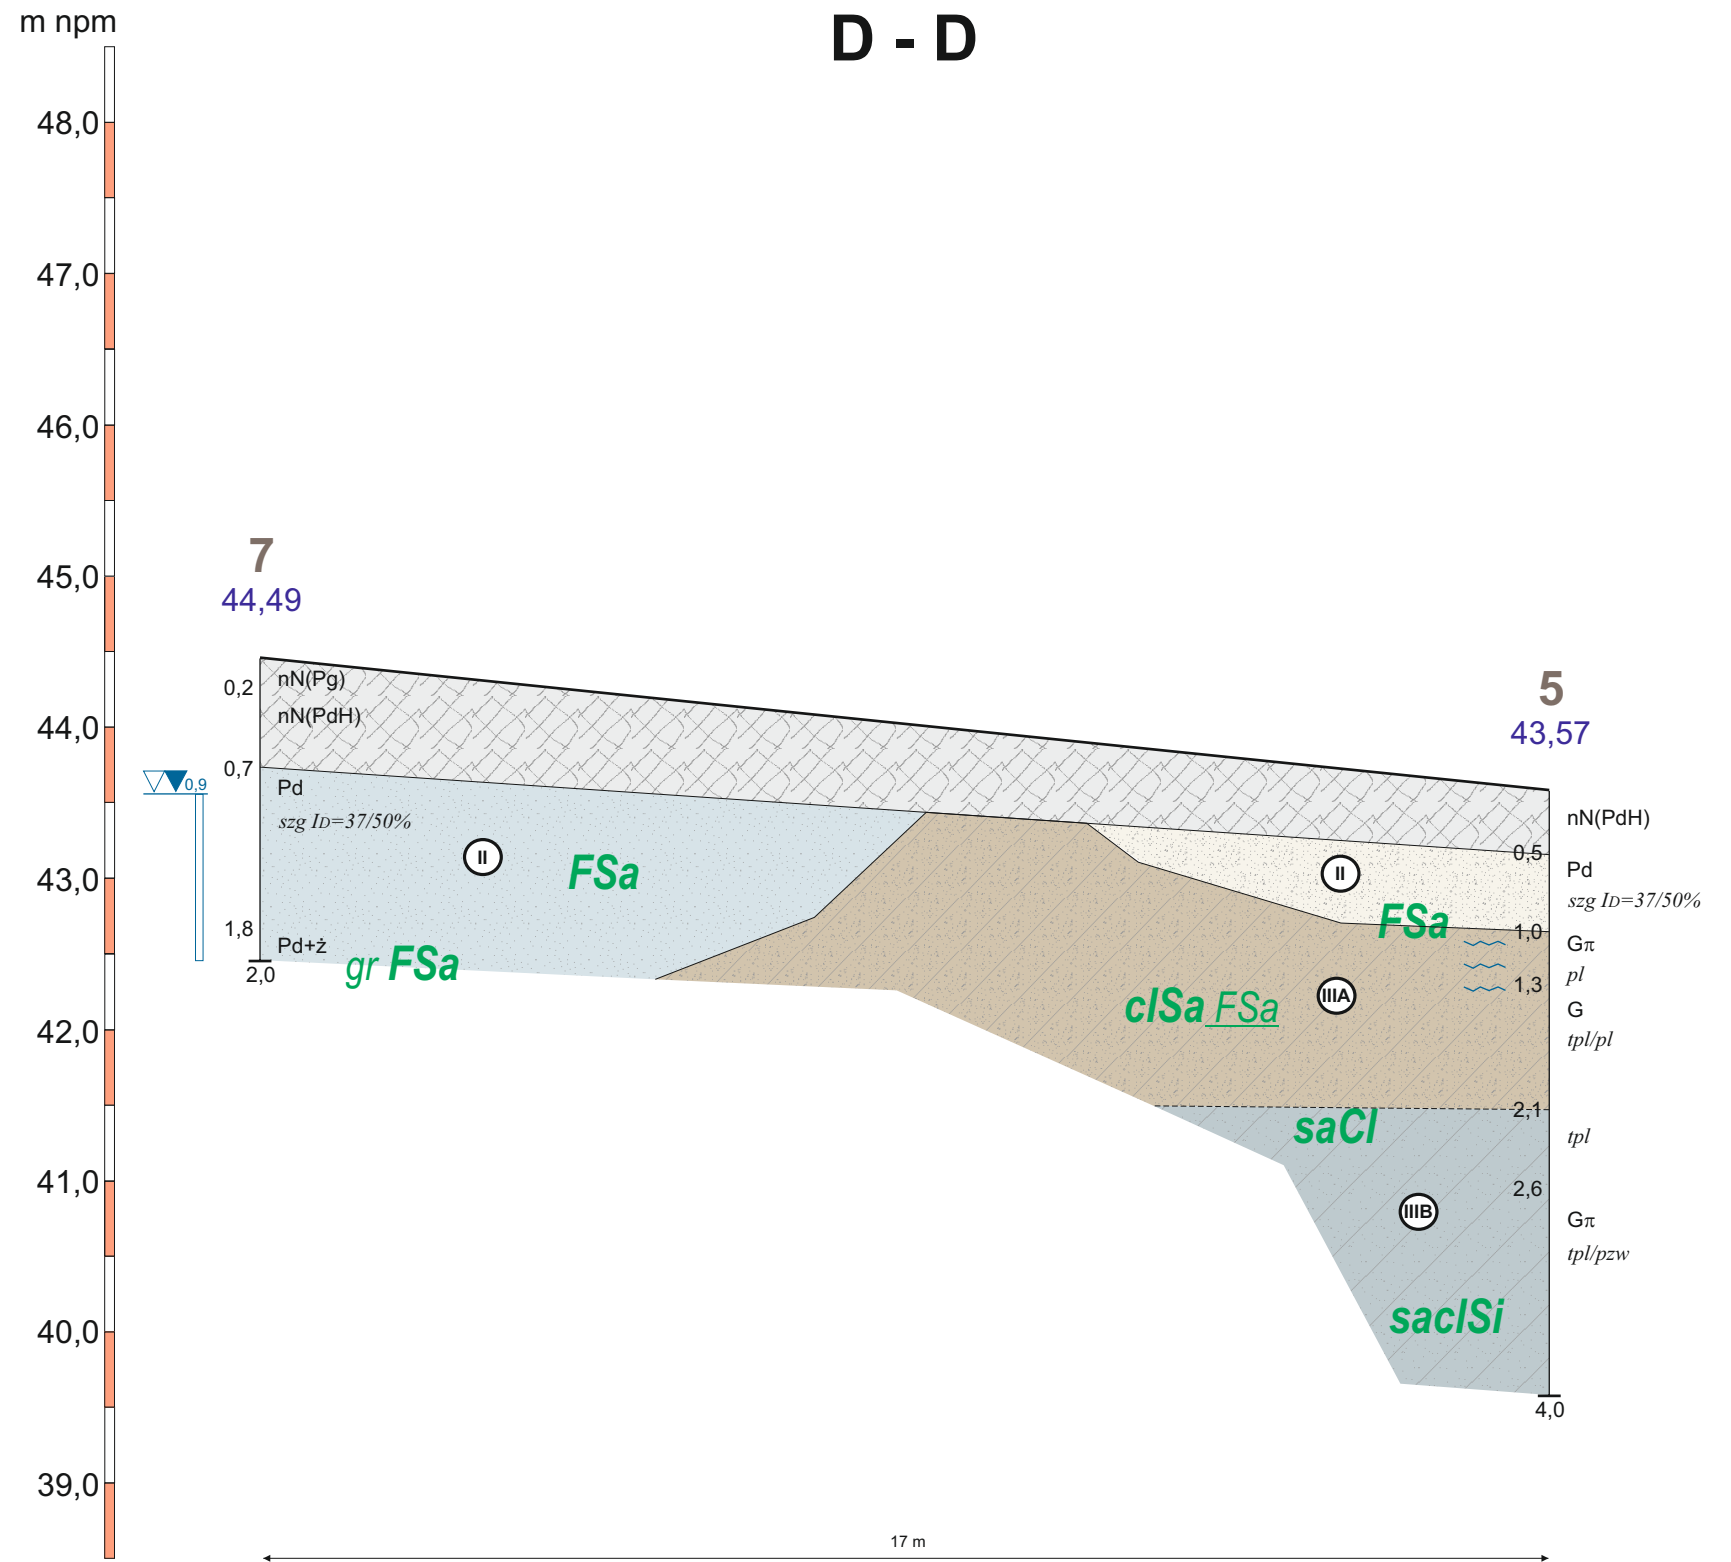 m npm
D - D
48,0
47,0
46,0
45,0
44,0
43,0
42,0
41,0
40,0
39,0
7
44,49
0,2
nN(Pg)
nN(PdH)
0,7
Pd
szg ID=37/50%
0,9
II
FSa
1,8
Pd+ż
gr FSa
2,0
5
43,57
nN(PdH)
0,5
Pd
szg ID=37/50%
II
FSa
1,0
Gπ
pl
1,3
G
tpl/pl
IIIA
clSa FSa
2,1
saCl
tpl
2,6
IIIB
Gπ
tpl/pzw
saclSi
4,0
17 m